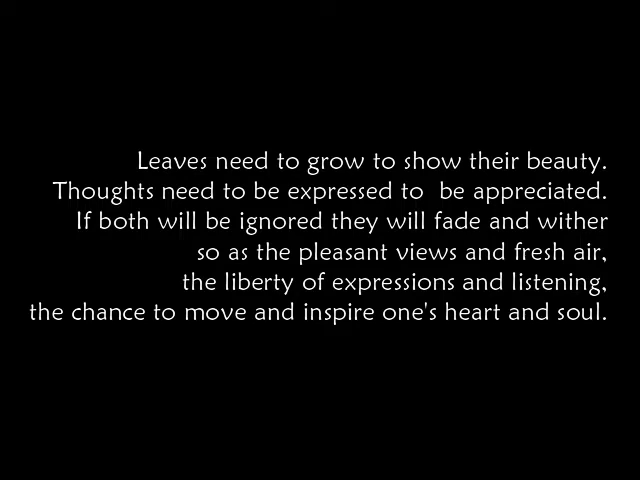 Leaves need to grow to show their beauty.
Thoughts need to be expressed to  be appreciated.
If both will be ignored they will fade and wither
so as the pleasant views and fresh air,
the liberty of expressions and listening,
the chance to move and inspire one's heart and soul.